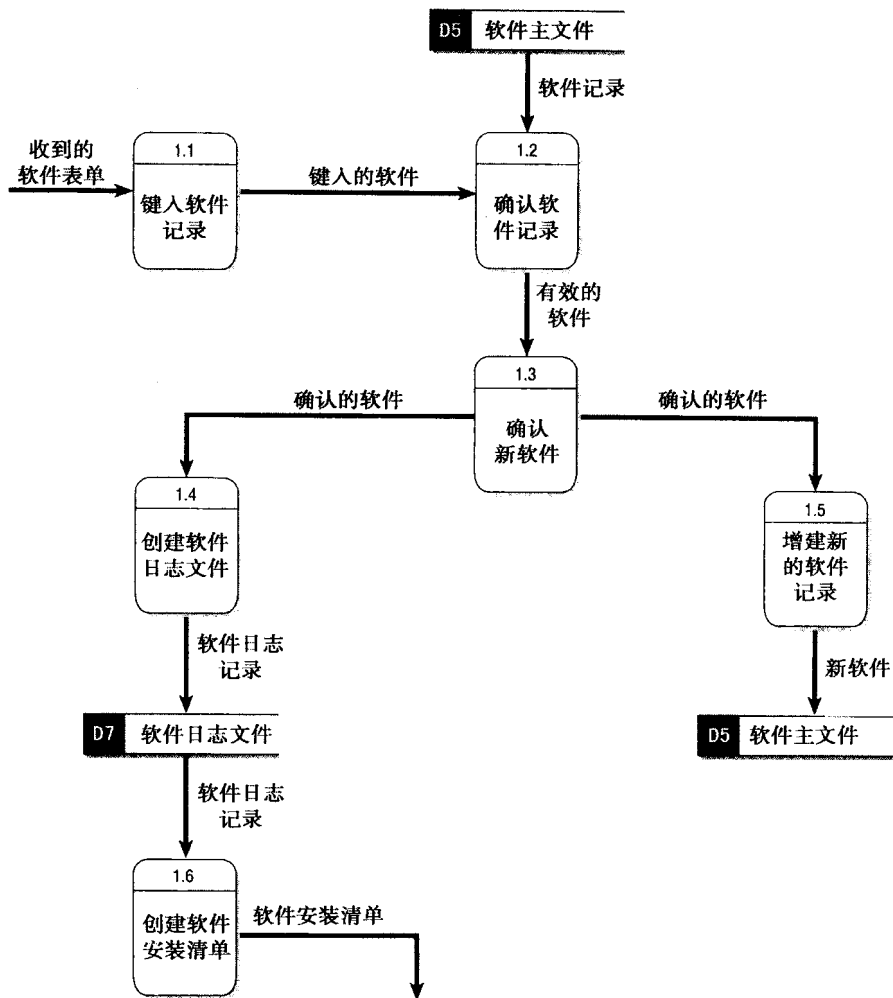 D5 软件主文件
软件记录
收到的
软件表单
1.1
键入软件
记录
键入的软件
1.2
确认软
件记录
有效的
软件
1.3
确认
新软件
确认的软件
确认的软件
1.4
创建软件
日志文件
1.5
增建新
的软件
记录
软件日志
记录
新软件
D7 软件日志文件
D5 软件主文件
软件日志
记录
1.6
创建软件
安装清单
软件安装清单